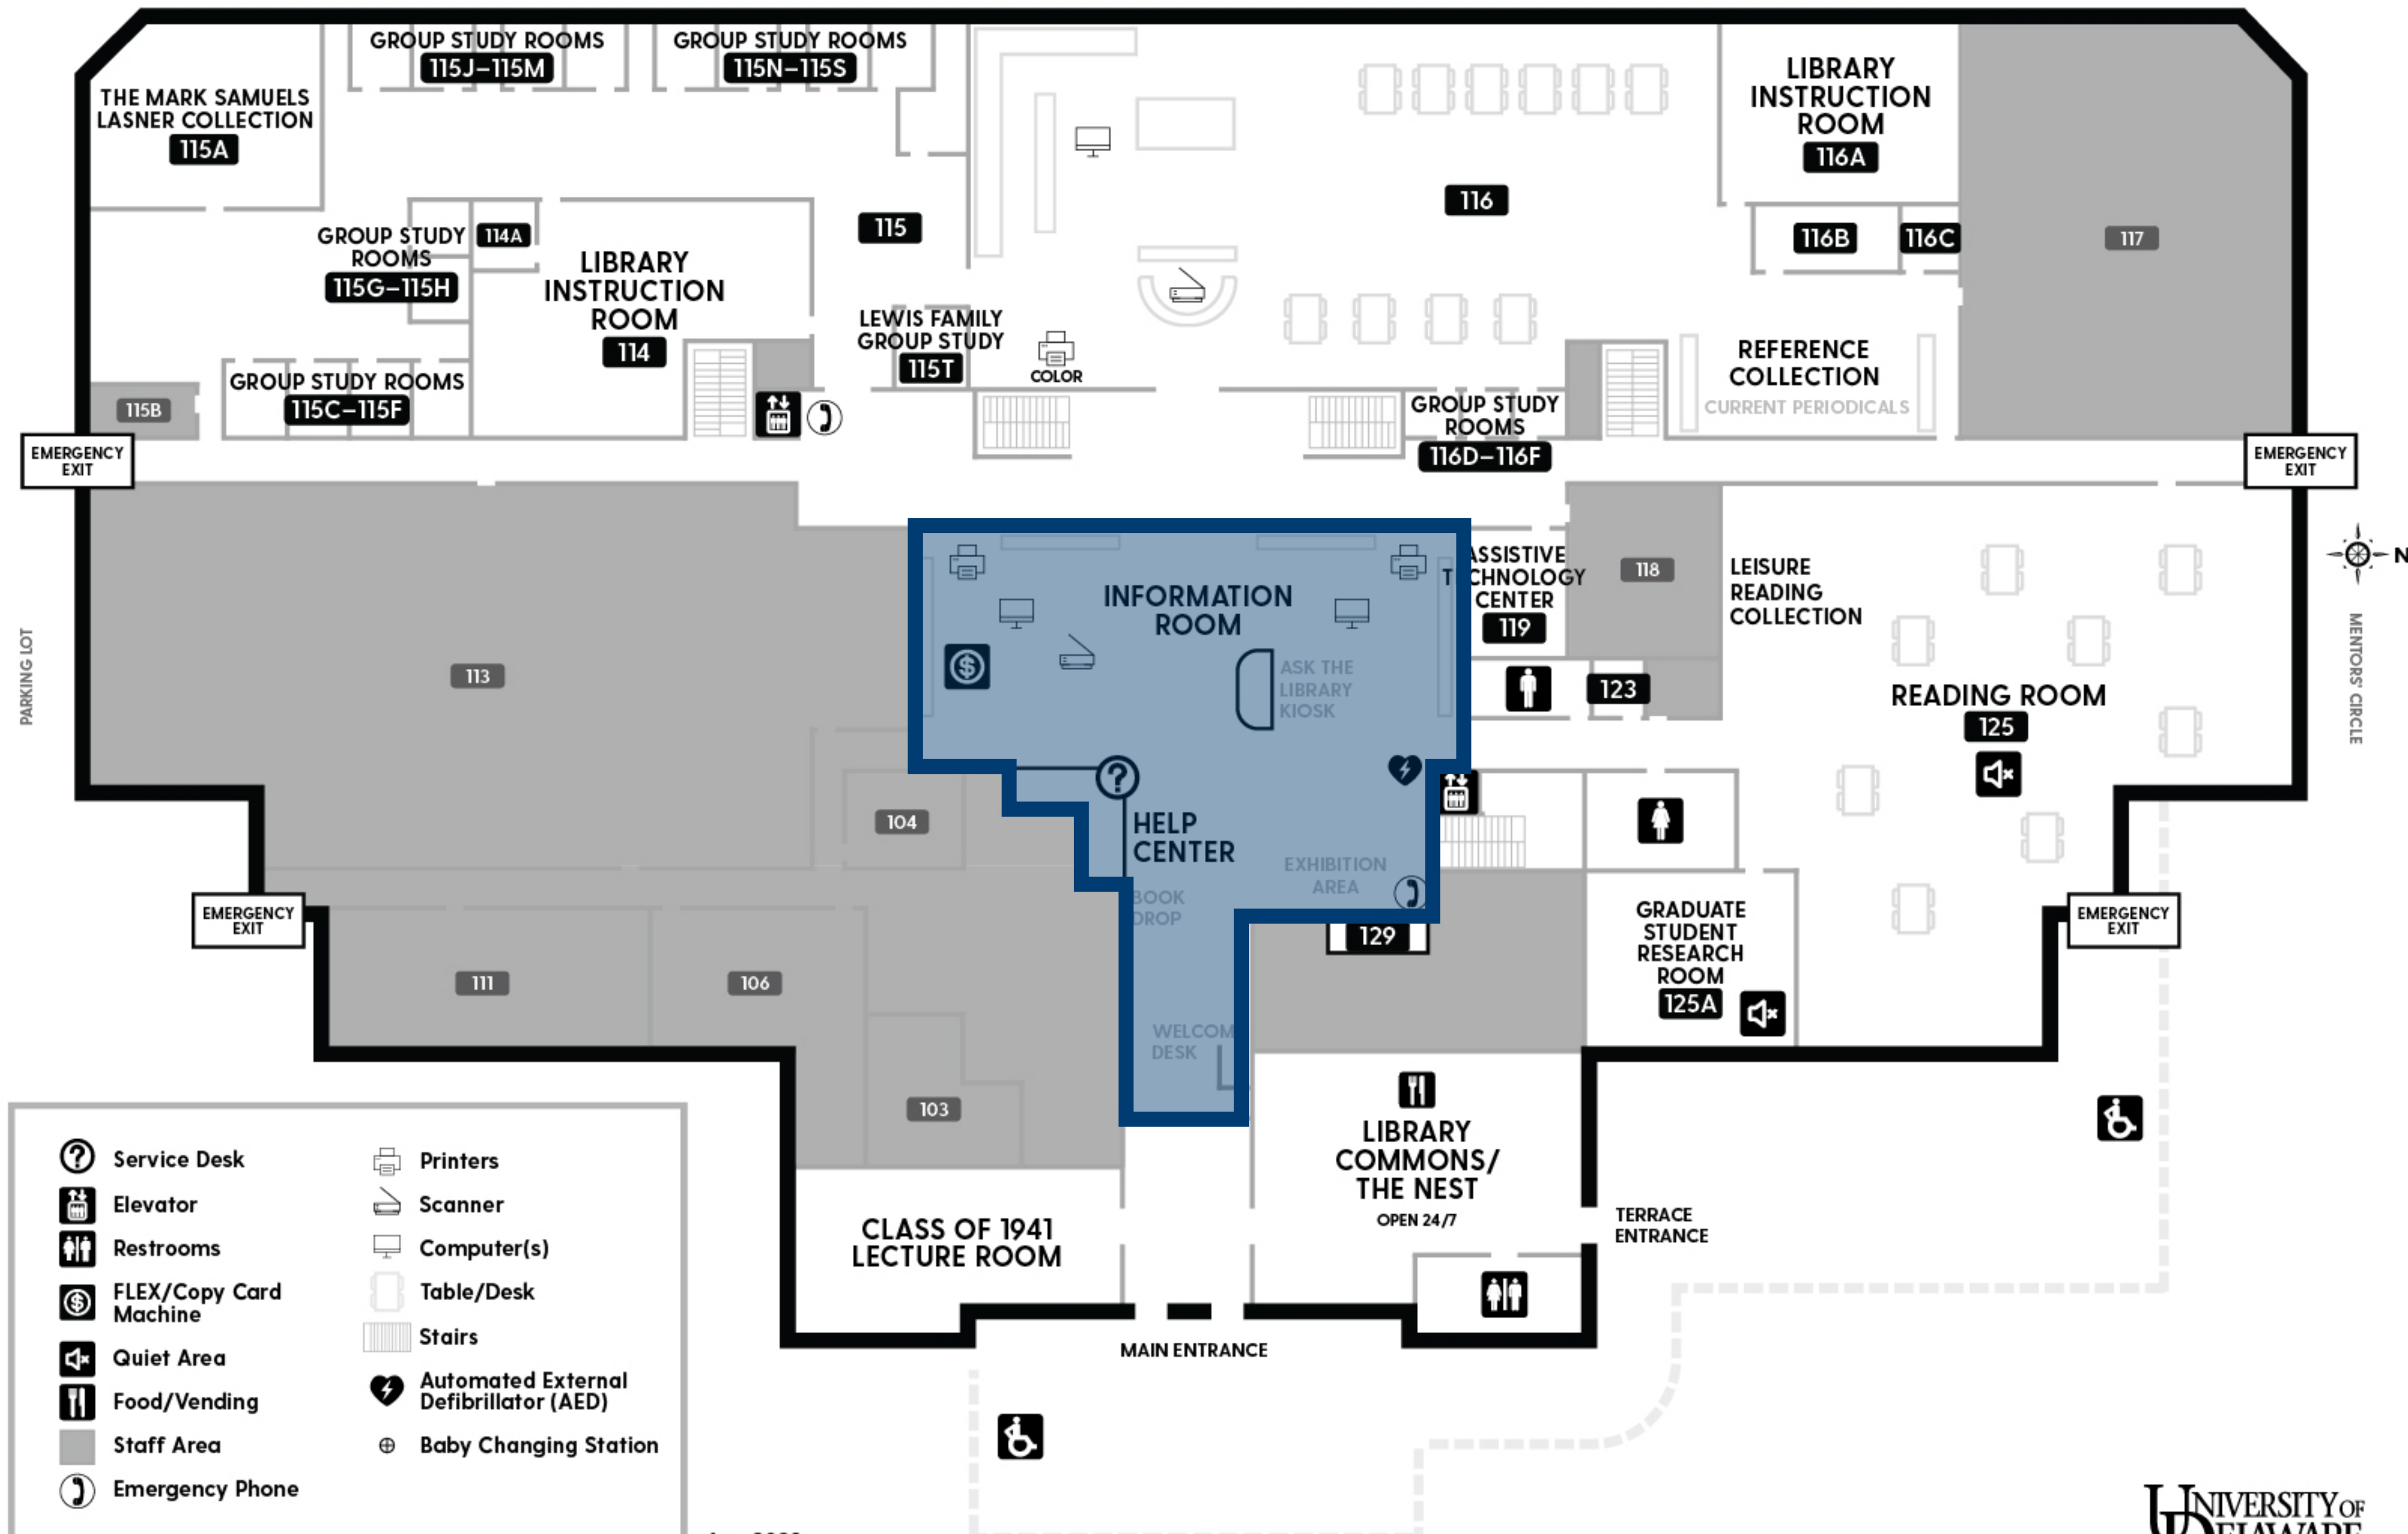 GROUP STUDY ROOMS
115J–115M
GROUP STUDY ROOMS
115N–115S
THE MARK SAMUELS
LASNER COLLECTION
115A
LIBRARY
INSTRUCTION
ROOM
116A
116
115
GROUP STUDY
ROOMS
115G–115H
114A
LIBRARY
INSTRUCTION
ROOM
114
116B
116C
117
LEWIS FAMILY
GROUP STUDY
115T
COLOR
REFERENCE
COLLECTION
CURRENT PERIODICALS
115B
GROUP STUDY ROOMS
115C–115F
GROUP STUDY
ROOMS
116D–116F
EMERGENCY
EXIT
EMERGENCY
EXIT
INFORMATION
ROOM
ASK THE
LIBRARY
KIOSK
ASSISTIVE
TECHNOLOGY
CENTER
119
118
LEISURE
READING
COLLECTION
N
PARKING LOT
MENTORS' CIRCLE
113
123
READING ROOM
125
104
HELP
CENTER
EXHIBITION
AREA
BOOK
DROP
EMERGENCY
EXIT
129
GRADUATE
STUDENT
RESEARCH
ROOM
125A
EMERGENCY
EXIT
111
106
WELCOM
DESK
103
LIBRARY
COMMONS/
THE NEST
OPEN 24/7
CLASS OF 1941
LECTURE ROOM
TERRACE
ENTRANCE
MAIN ENTRANCE
Service Desk
Elevator
Restrooms
FLEX/Copy Card
Machine
Quiet Area
Food/Vending
Staff Area
Emergency Phone
Printers
Scanner
Computer(s)
Table/Desk
Stairs
Automated External
Defibrillator (AED)
Baby Changing Station
UNIVERSITY OF
DELAWARE